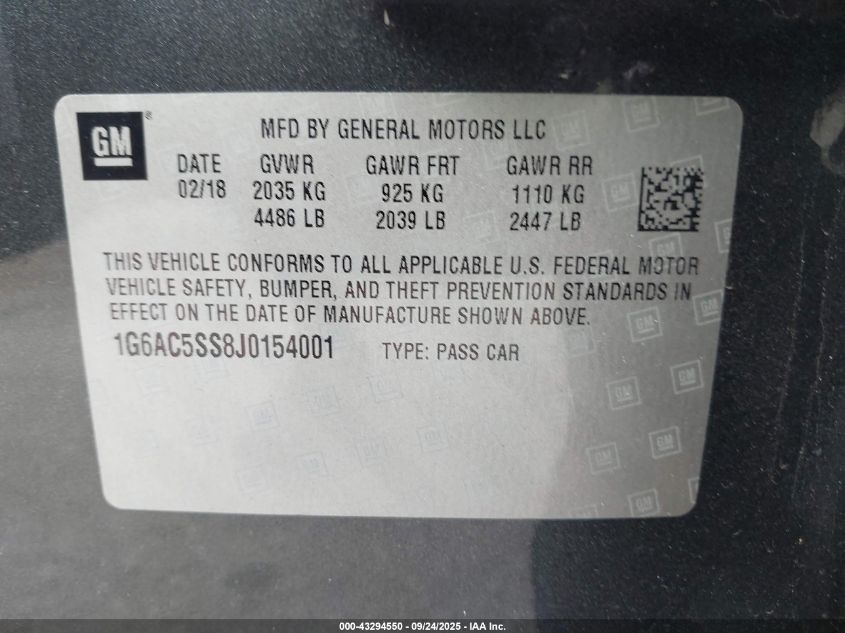 GM ®
MFD BY GENERAL MOTORS LLC
DATE GVWR GAWR FRT GAWR RR
02/18 2035 KG 925 KG 1110 KG
4486 LB 2039 LB 2447 LB
THIS VEHICLE CONFORMS TO ALL APPLICABLE U.S. FEDERAL MOTOR
VEHICLE SAFETY, BUMPER, AND THEFT PREVENTION STANDARDS IN
EFFECT ON THE DATE OF MANUFACTURE SHOWN ABOVE.
1G6AC5SS8J0154001 TYPE: PASS CAR
000-43294550 - 09/24/2025 - IAA Inc.